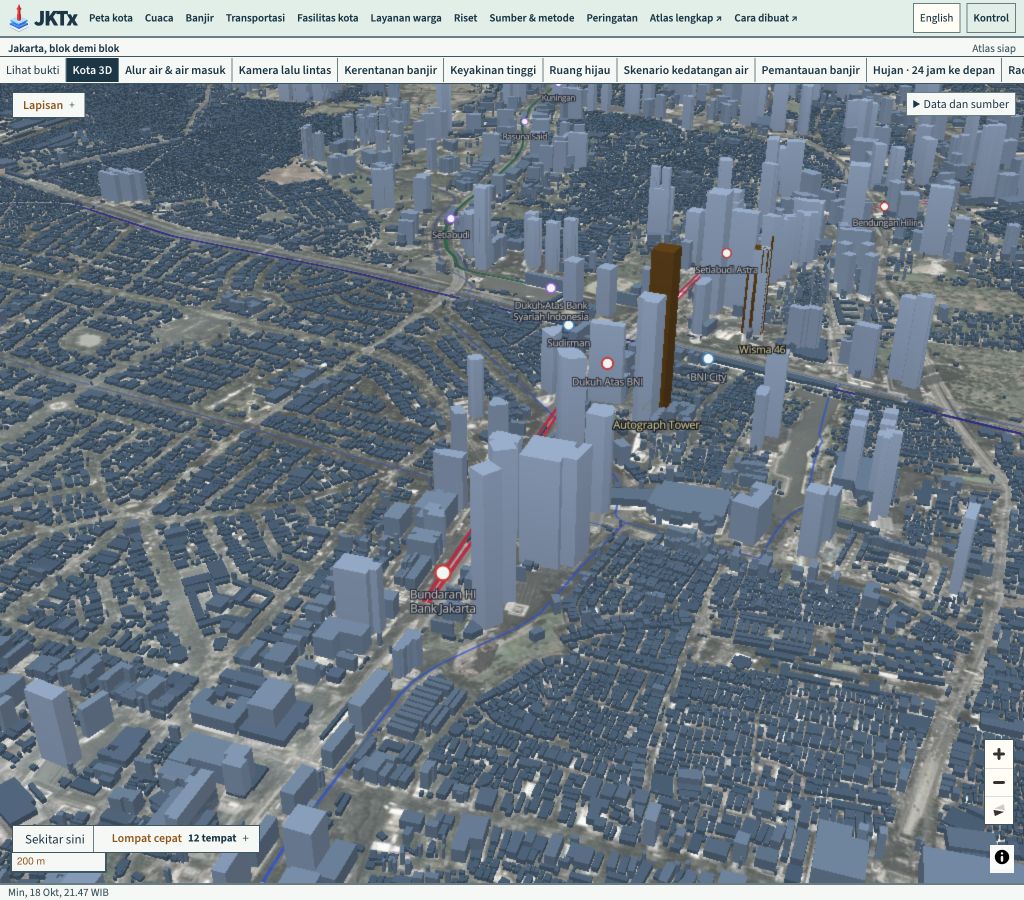 JKTx
Peta kota
Cuaca
Banjir
Transportasi
Fasilitas kota
Layanan warga
Riset
Sumber & metode
Peringatan
Atlas lengkap ↗
Cara dibuat ↗
English
Kontrol
Jakarta, blok demi blok
Atlas siap
Lihat bukti
Kota 3D
Alur air & air masuk
Kamera lalu lintas
Kerentanan banjir
Keyakinan tinggi
Ruang hijau
Skenario kedatangan air
Pemantauan banjir
Hujan · 24 jam ke depan
Lapisan +
Data dan sumber
Kuningan
Rasuna Said
Setiabudi
Bendungan Hilir
Setiabudi Astra
Dukuh Atas Bank
Syariah Indonesia
Sudirman
Wisma 46
Dukuh Atas BNI
BNI City
Autograph Tower
Bundaran HI
Bank Jakarta
Sekitar sini
Lompat cepat 12 tempat +
200 m
Min, 18 Okt, 21.47 WIB